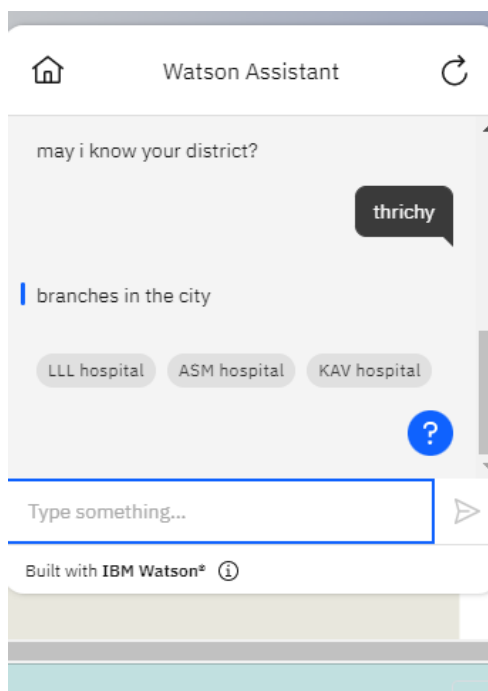 Watson Assistant
may i know your district?
thrichy
branches in the city
LLL hospital ASM hospital KAV hospital
?
Type something...
Built with IBM Watson®